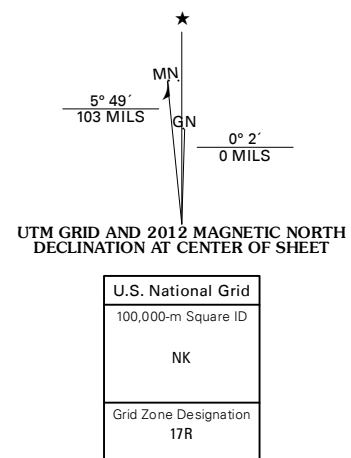 ★
MN
5° 49´
103 MILS
GN
0° 2´
0 MILS
UTM GRID AND 2012 MAGNETIC NORTH
DECLINATION AT CENTER OF SHEET
U.S. National Grid
100,000-m Square ID
NK
Grid Zone Designation
17R